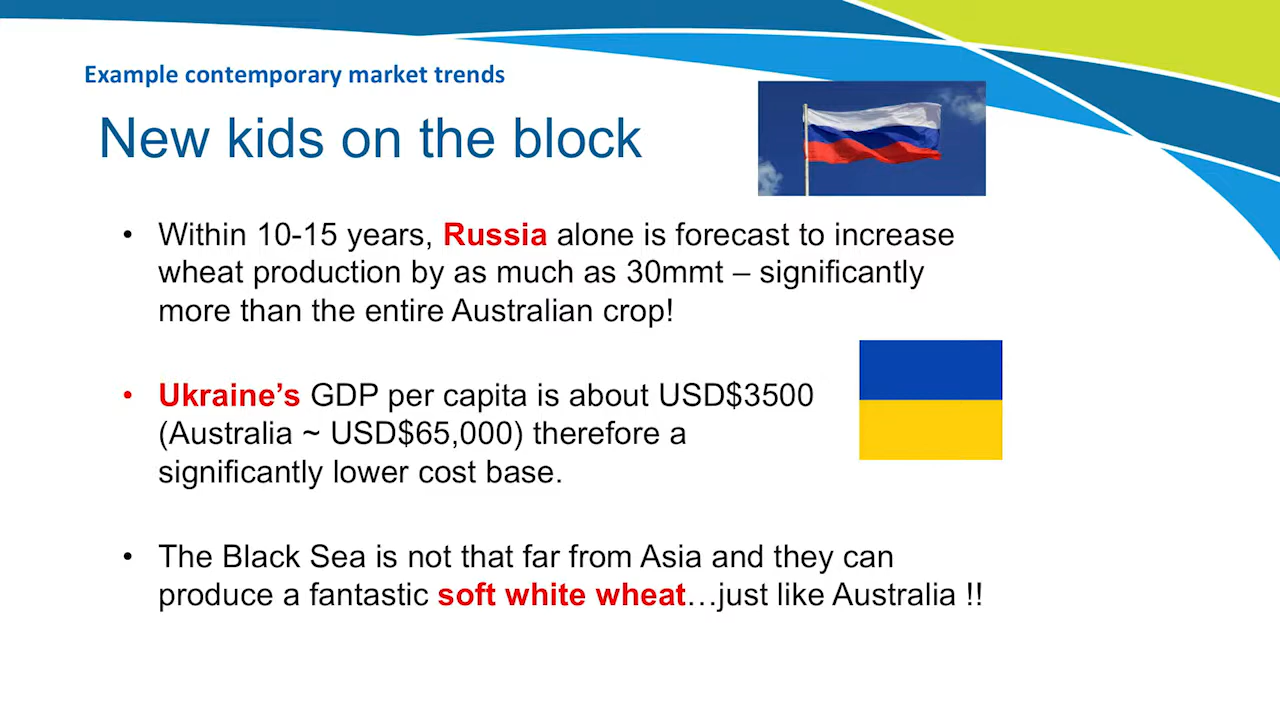 Example contemporary market trends
New kids on the block
• Within 10-15 years, Russia alone is forecast to increase
wheat production by as much as 30mmt – significantly
more than the entire Australian crop!
• Ukraine’s GDP per capita is about USD$3500
(Australia ~ USD$65,000) therefore a
significantly lower cost base.
• The Black Sea is not that far from Asia and they can
produce a fantastic soft white wheat…just like Australia !!